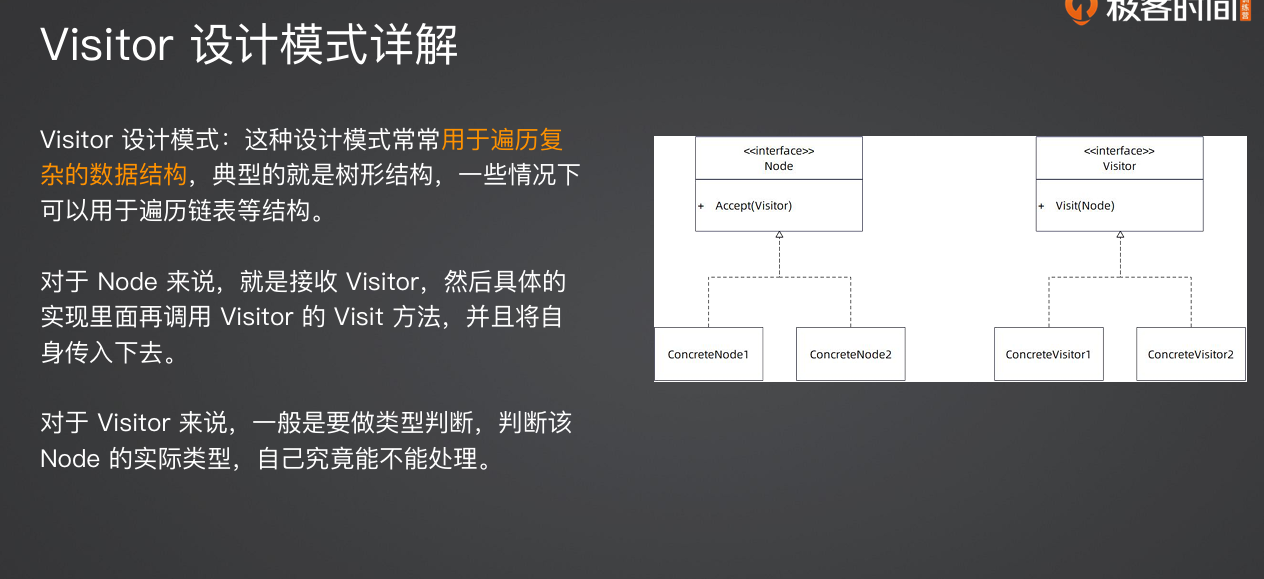 极客时间
训练营
Visitor 设计模式详解
Visitor 设计模式：这种设计模式常常用于遍历复
杂的数据结构，典型的就是树形结构，一些情况下
可以用于遍历链表等结构。
对于 Node 来说，就是接收 Visitor，然后具体的
实现里面再调用 Visitor 的 Visit 方法，并且将自
身传入下去。
对于 Visitor 来说，一般是要做类型判断，判断该
Node 的实际类型，自己究竟能不能处理。
<<interface>>
Node
+ Accept(Visitor)
ConcreteNode1
ConcreteNode2
<<interface>>
Visitor
+ Visit(Node)
ConcreteVisitor1
ConcreteVisitor2